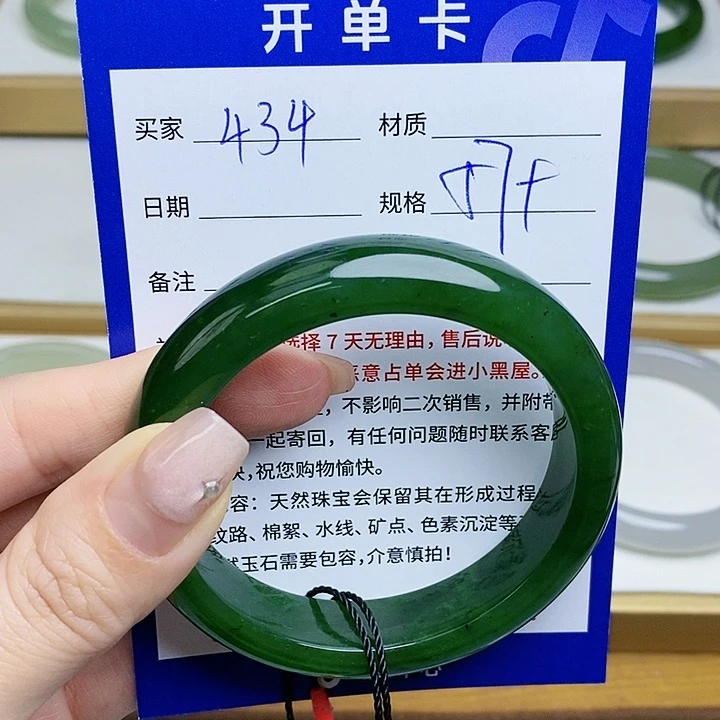 开单卡
买家 434 材质
日期 规格 57+
备注
选择7天无理由，售后说
恶意占单会进小黑屋。
，不影响二次销售，并附带
一起寄回，有任何问题随时联系客
快，祝您购物愉快。
容：天然珠宝会保留其在形成过程
纹路、棉絮、水线、矿点、色素沉淀等
然玉石需要包容，介意慎拍！